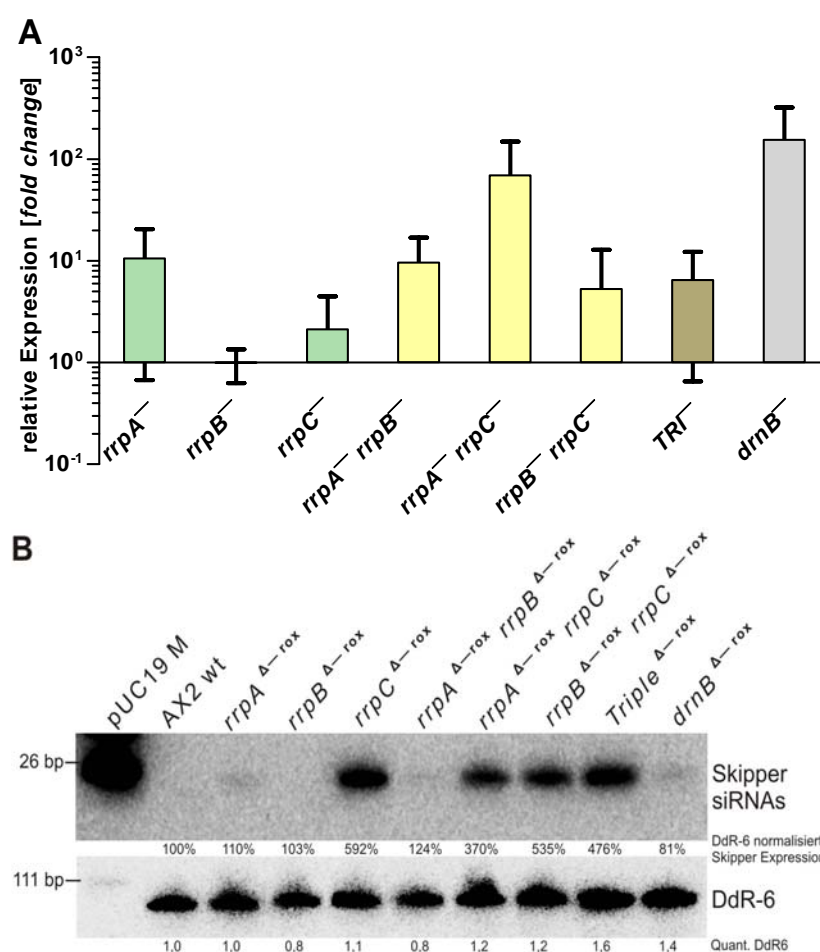 A
relative Expression [fold change]
10³
10²
10¹
10⁰
10⁻¹
rrpA⁻
rrpB⁻
rrpC⁻
rrpA⁻ rrpB⁻
rrpA⁻ rrpC⁻
rrpB⁻ rrpC⁻
TRI⁻
drnB⁻
B
pUC19 M
AX2 wt
rrpA Δ— rox
rrpB Δ— rox
rrpC Δ— rox
rrpA Δ— rox rrpB Δ— rox
rrpA Δ— rox rrpC Δ— rox
rrpB Δ— rox rrpC Δ— rox
Triple Δ— rox
drnB Δ— rox
26 bp
Skipper
siRNAs
100% 110% 103% 592% 124% 370% 535% 476% 81%
DdR-6 normalisiert
Skipper Expression
111 bp
DdR-6
1,0 1,0 0,8 1,1 0,8 1,2 1,2 1,6 1,4
Quant. DdR6